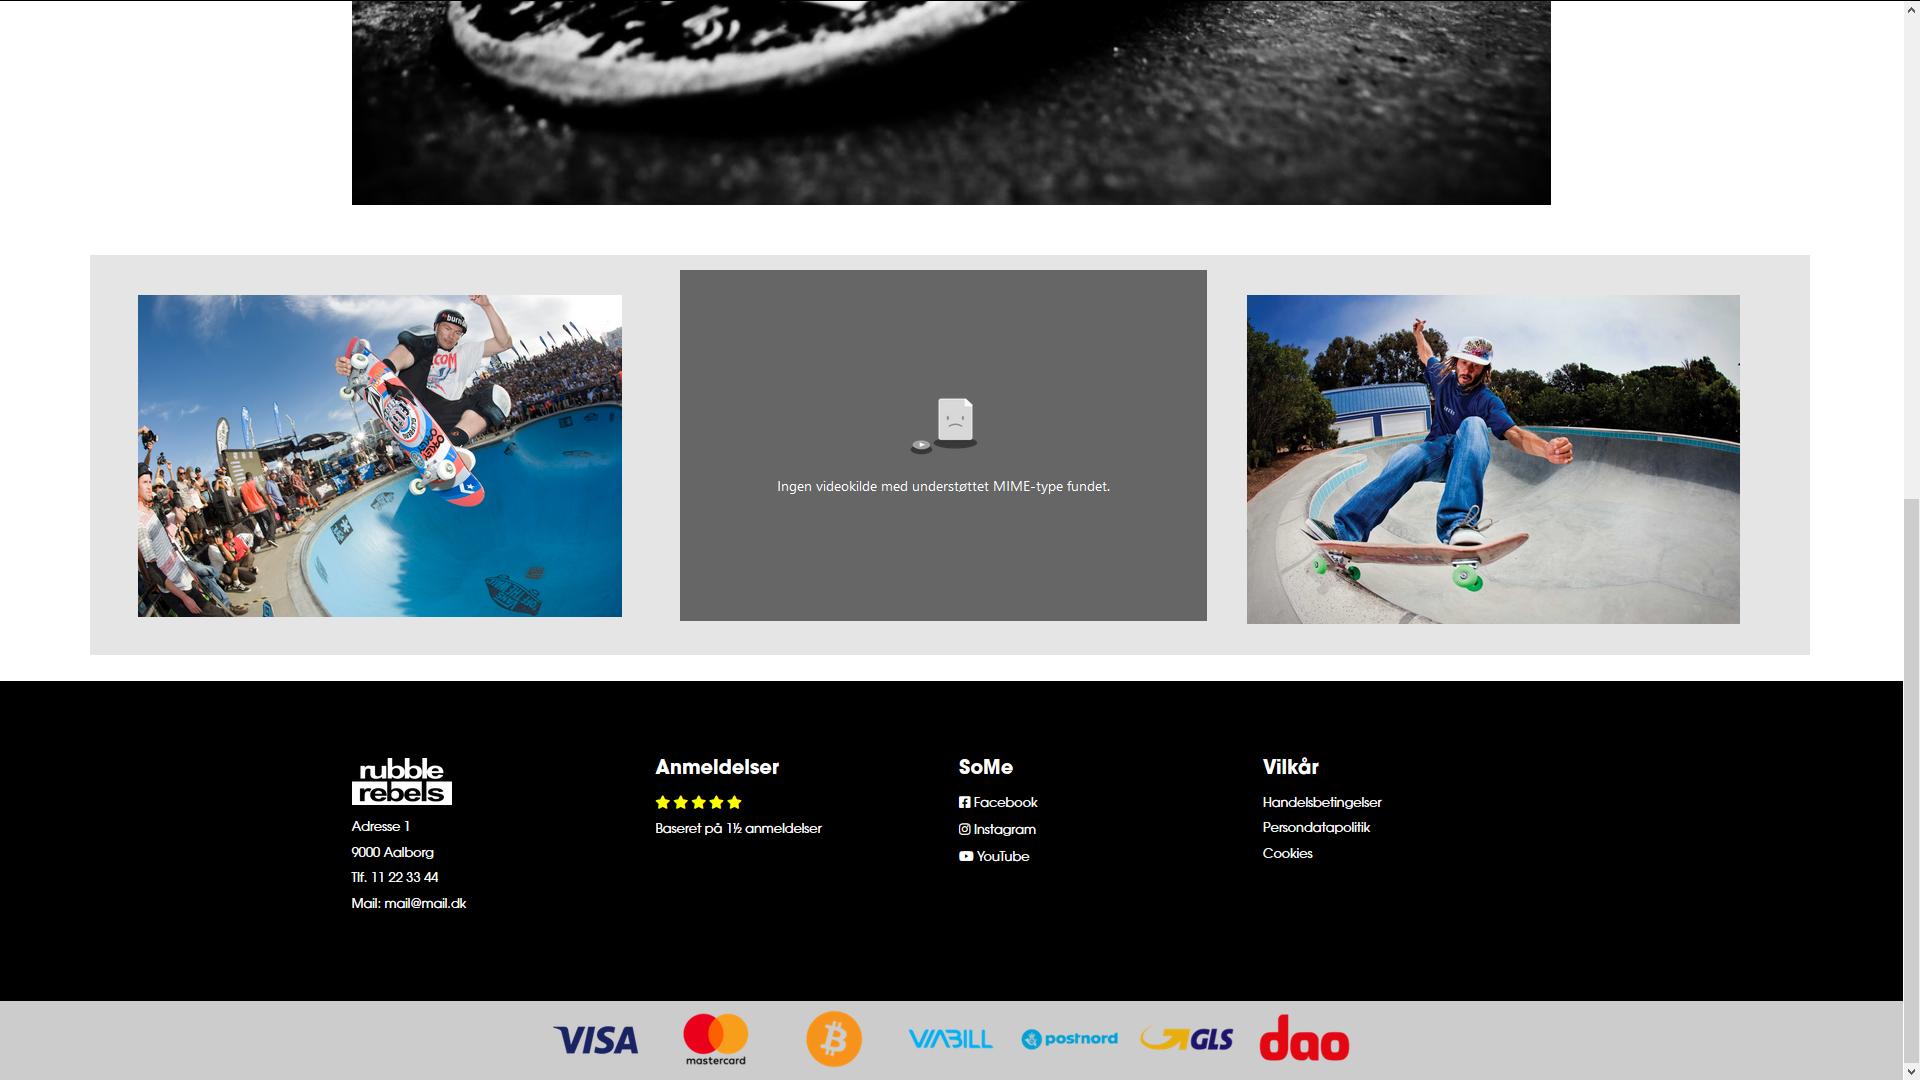 burn
.COM
Ingen videokilde med understøttet MIME-type fundet.
rubble
rebels
Adresse 1
9000 Aalborg
Tlf. 11 22 33 44
Mail: mail@mail.dk
Anmeldelser
Baseret på 1½ anmeldelser
SoMe
Facebook
Instagram
YouTube
Vilkår
Handelsbetingelser
Persondatapolitik
Cookies
VISA
mastercard
VIABILL
postnord
GLS
dao